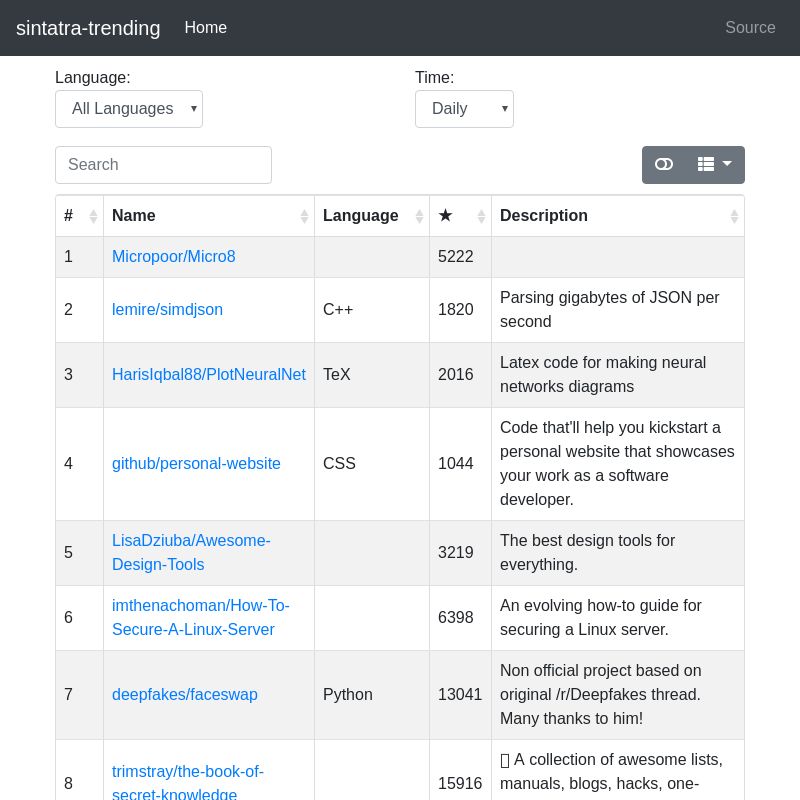 sintatra-trending Home Source
Language: Time:
All Languages Daily
Search
# Name Language ★ Description
1 Micropoor/Micro8 5222
2 lemire/simdjson C++ 1820 Parsing gigabytes of JSON per
second
3 HarisIqbal88/PlotNeuralNet TeX 2016 Latex code for making neural
networks diagrams
4 github/personal-website CSS 1044 Code that'll help you kickstart a
personal website that showcases
your work as a software
developer.
5 LisaDziuba/Awesome-
Design-Tools 3219 The best design tools for
everything.
6 imthenachoman/How-To-
Secure-A-Linux-Server 6398 An evolving how-to guide for
securing a Linux server.
7 deepfakes/faceswap Python 13041 Non official project based on
original /r/Deepfakes thread.
Many thanks to him!
8 trimstray/the-book-of-
secret-knowledge 15916 A collection of awesome lists,
manuals, blogs, hacks, one-